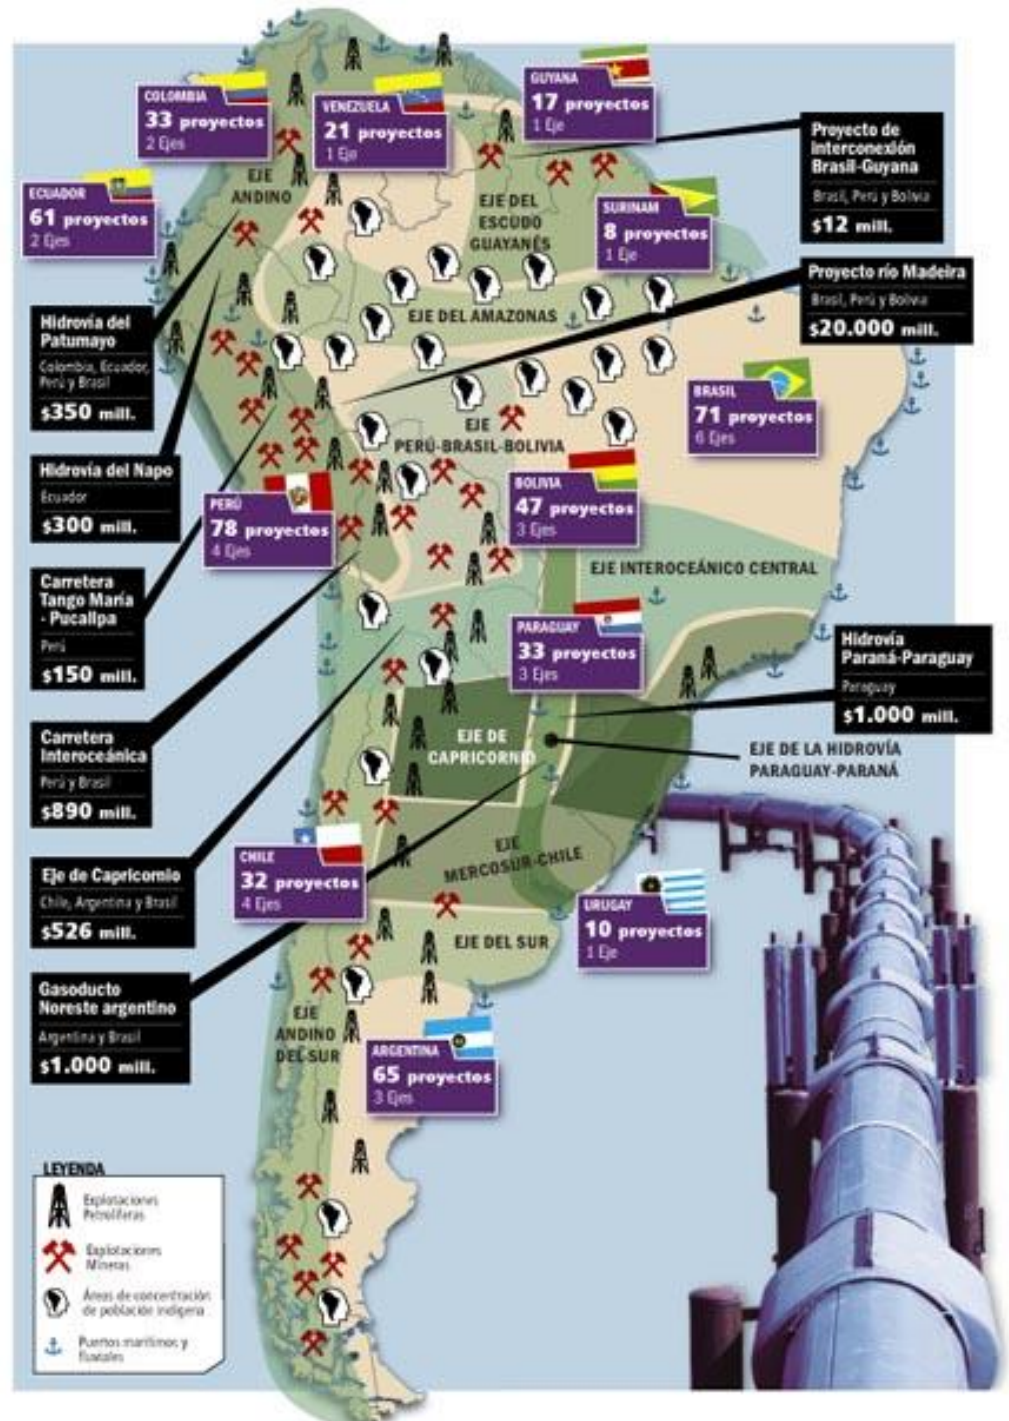 COLOMBIA
33 proyectos
2 Ejes
VENEZUELA
21 proyectos
1 Eje
GUYANA
17 proyectos
1 Eje
ECUADOR
61 proyectos
2 Ejes
SURINAM
8 proyectos
1 Eje
BRASIL
71 proyectos
6 Ejes
PERÚ
78 proyectos
4 Ejes
BOLIVIA
47 proyectos
3 Ejes
PARAGUAY
33 proyectos
3 Ejes
CHILE
32 proyectos
4 Ejes
URUGAY
10 proyectos
1 Eje
ARGENTINA
65 proyectos
3 Ejes
Proyecto de
interconexión
Brasil-Guyana
Brasil, Perú y Bolivia
$12 mill.
Proyecto río Madeira
Brasil, Perú y Bolivia
$20.000 mill.
Hidrovía
Paraná-Paraguay
Paraguay
$1.000 mill.
Hidrovía del
Patumayo
Colombia, Ecuador,
Perú y Brasil
$350 mill.
Hidrovía del Napo
Ecuador
$300 mill.
Carretera
Tango María
- Pucallpa
Perú
$150 mill.
Carretera
Interoceánica
Perú y Brasil
$890 mill.
Eje de Capricornio
Chile, Argentina y Brasil
$526 mill.
Gasoducto
Noreste argentino
Argentina y Brasil
$1.000 mill.
EJE
ANDINO
EJE DEL
ESCUDO
GUAYANÉS
EJE DEL AMAZONAS
EJE
PERÚ-BRASIL-BOLIVIA
EJE INTEROCEÁNICO CENTRAL
EJE DE
CAPRICORNIO
EJE DE LA HIDROVÍA
PARAGUAY-PARANÁ
EJE
MERCOSUR-CHILE
EJE DEL SUR
EJE
ANDINO
DEL SUR
LEYENDA
Explotaciones
Petrolíferas
Explotaciones
Mineras
Áreas de concentración
de población indígena
Puertos marítimos y
fluviales